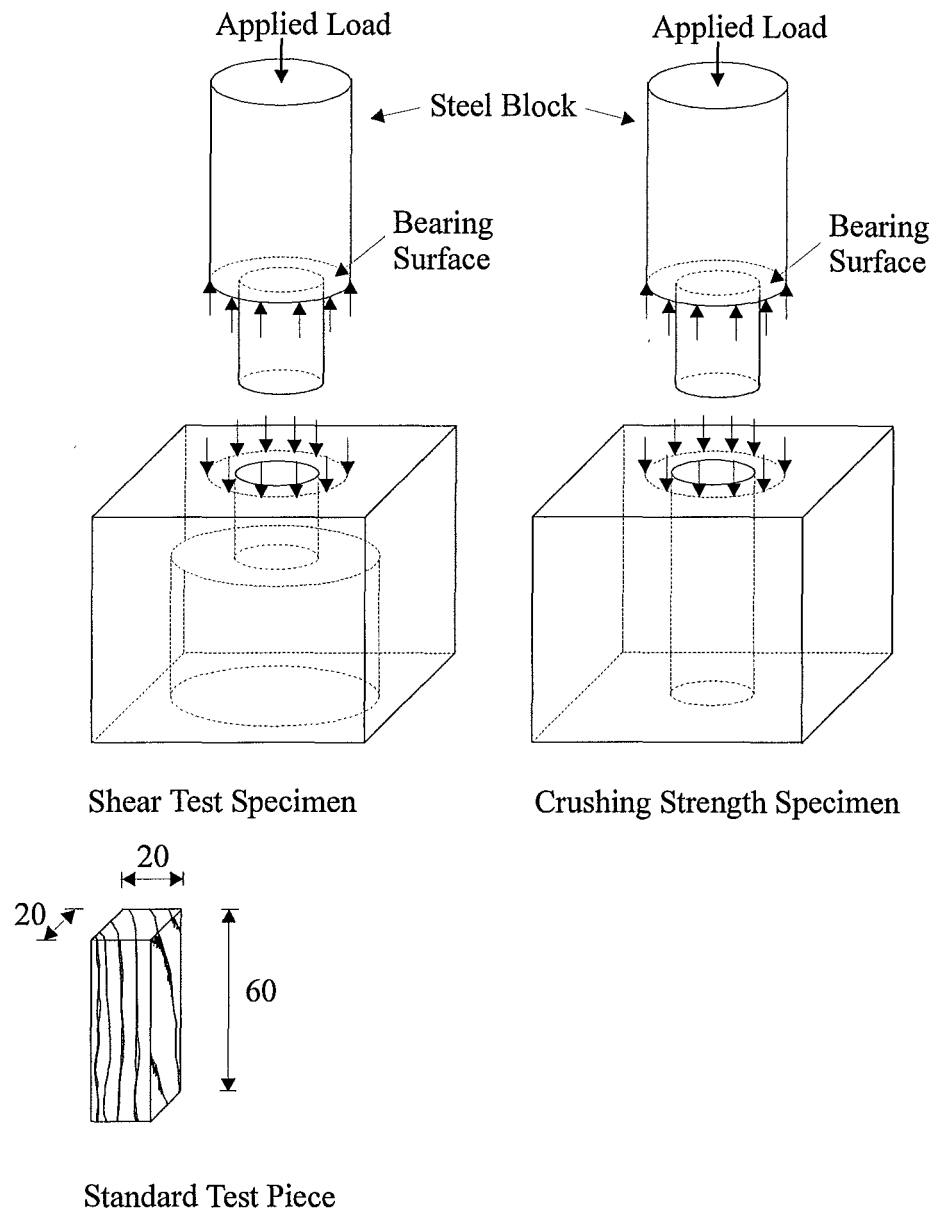 Applied Load
Applied Load
Steel Block
Bearing
Surface
Bearing
Surface
Shear Test Specimen
Crushing Strength Specimen
20
20
60
Standard Test Piece